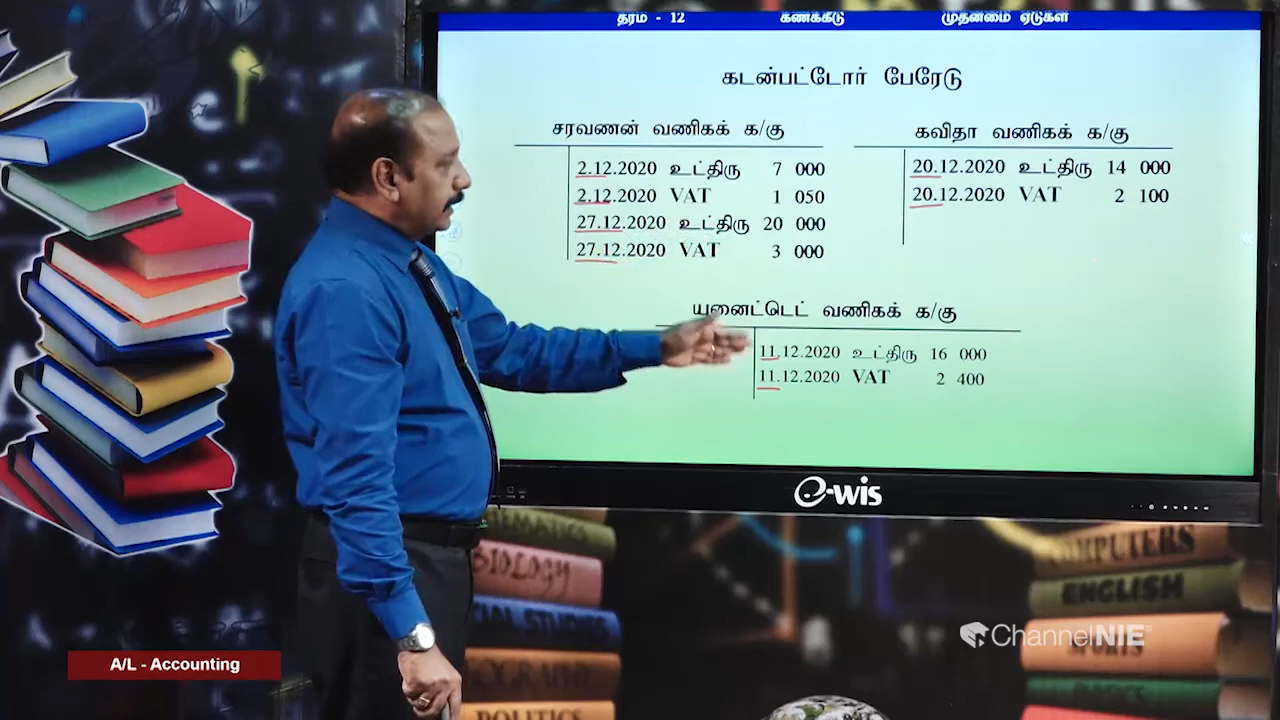 தரம் - 12 கணக்கீடு முதன்மை ஏடுகள்
கடன்பட்டோர் பேரேடு
சரவணன் வணிகக் க/கு
2.12.2020 உட்திரு 7 000
2.12.2020 VAT 1 050
27.12.2020 உட்திரு 20 000
27.12.2020 VAT 3 000
கவிதா வணிகக் க/கு
20.12.2020 உட்திரு 14 000
20.12.2020 VAT 2 100
யுனைட்டெட் வணிகக் க/கு
11.12.2020 உட்திரு 16 000
11.12.2020 VAT 2 400
e-wis
BIOLOGY
SOCIAL STUDIES
POLITICS
COMPUTERS
ENGLISH
SPORTS
ChannelNIE
A/L - Accounting